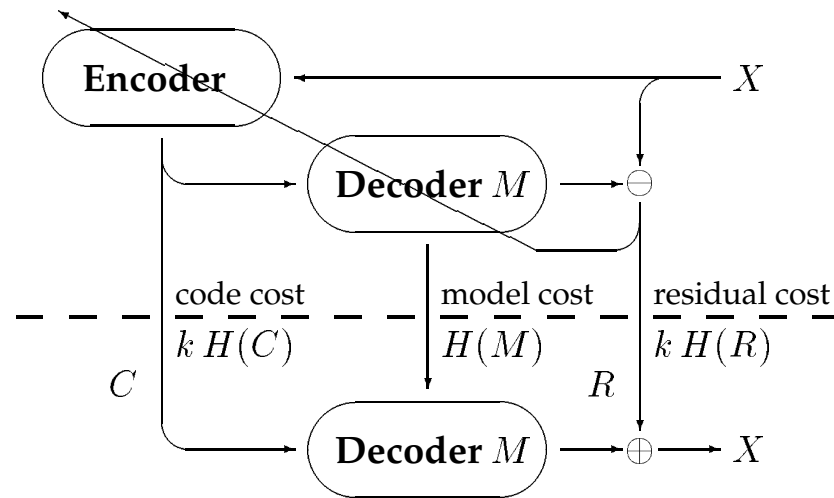 Encoder X
Decoder M ⊖
code cost model cost residual cost
k H(C) H(M) k H(R)
C R
Decoder M ⊕ X